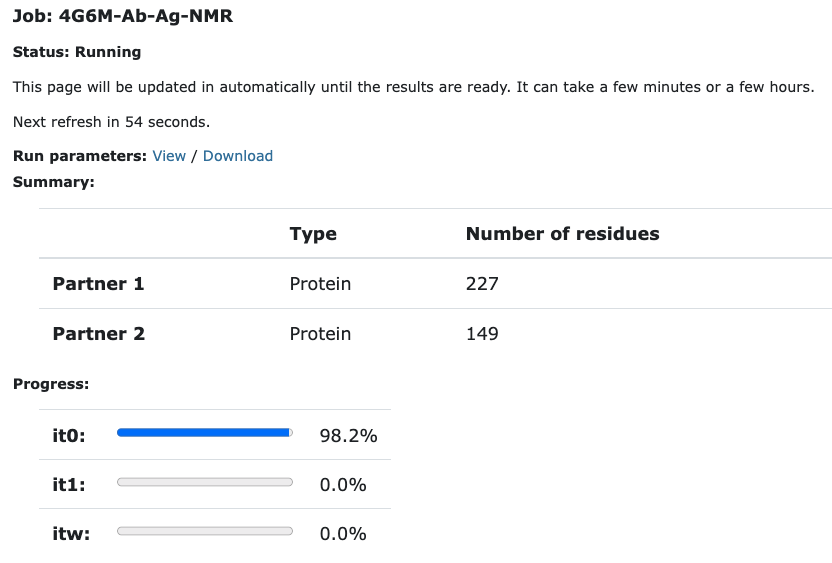 Job: 4G6M-Ab-Ag-NMR
Status: Running
This page will be updated in automatically until the results are ready. It can take a few minutes or a few hours.
Next refresh in 54 seconds.
Run parameters: View / Download
Summary:
Type Number of residues
Partner 1 Protein 227
Partner 2 Protein 149
Progress:
it0: 98.2%
it1: 0.0%
itw: 0.0%